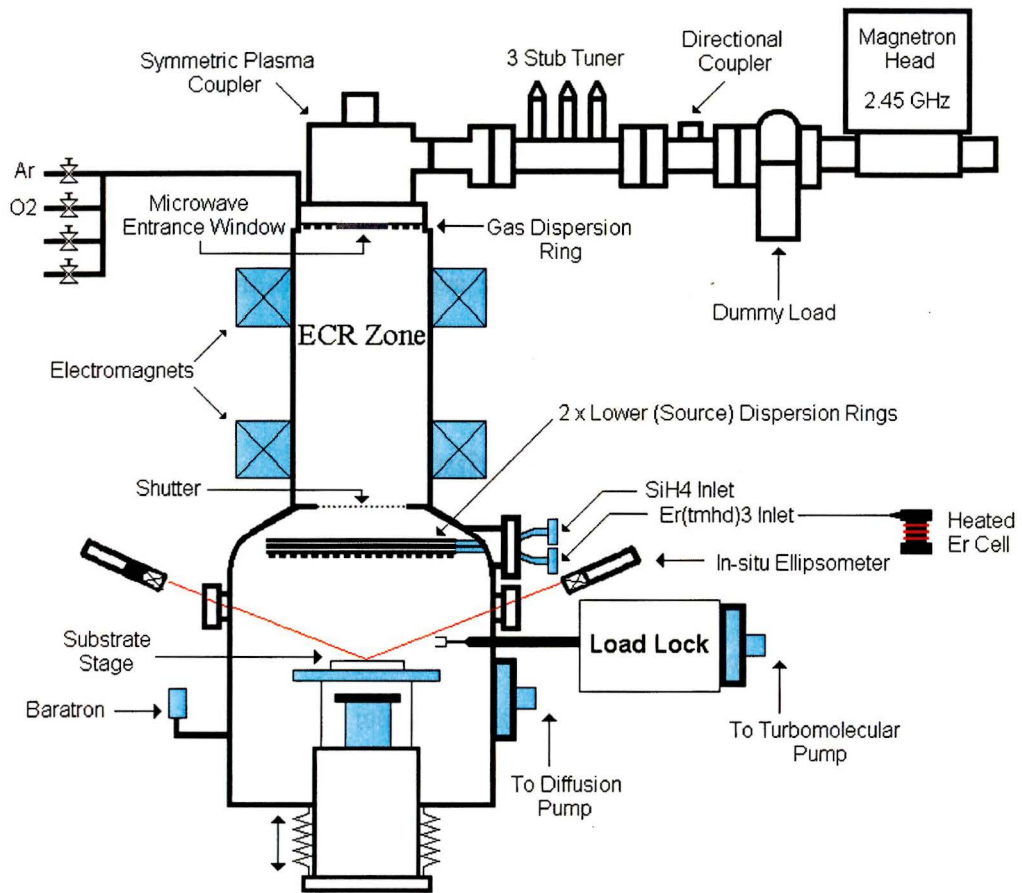 Symmetric Plasma
Coupler
3 Stub Tuner
Directional
Coupler
Magnetron
Head
2.45 GHz
Ar
O2
Microwave
Entrance Window
Gas Dispersion
Ring
Dummy Load
ECR Zone
Electromagnets
2 x Lower (Source) Dispersion Rings
Shutter
SiH4 Inlet
Er(tmhd)3 Inlet
Heated
Er Cell
In-situ Ellipsometer
Substrate
Stage
Load Lock
Baratron
To Turbomolecular
Pump
To Diffusion
Pump